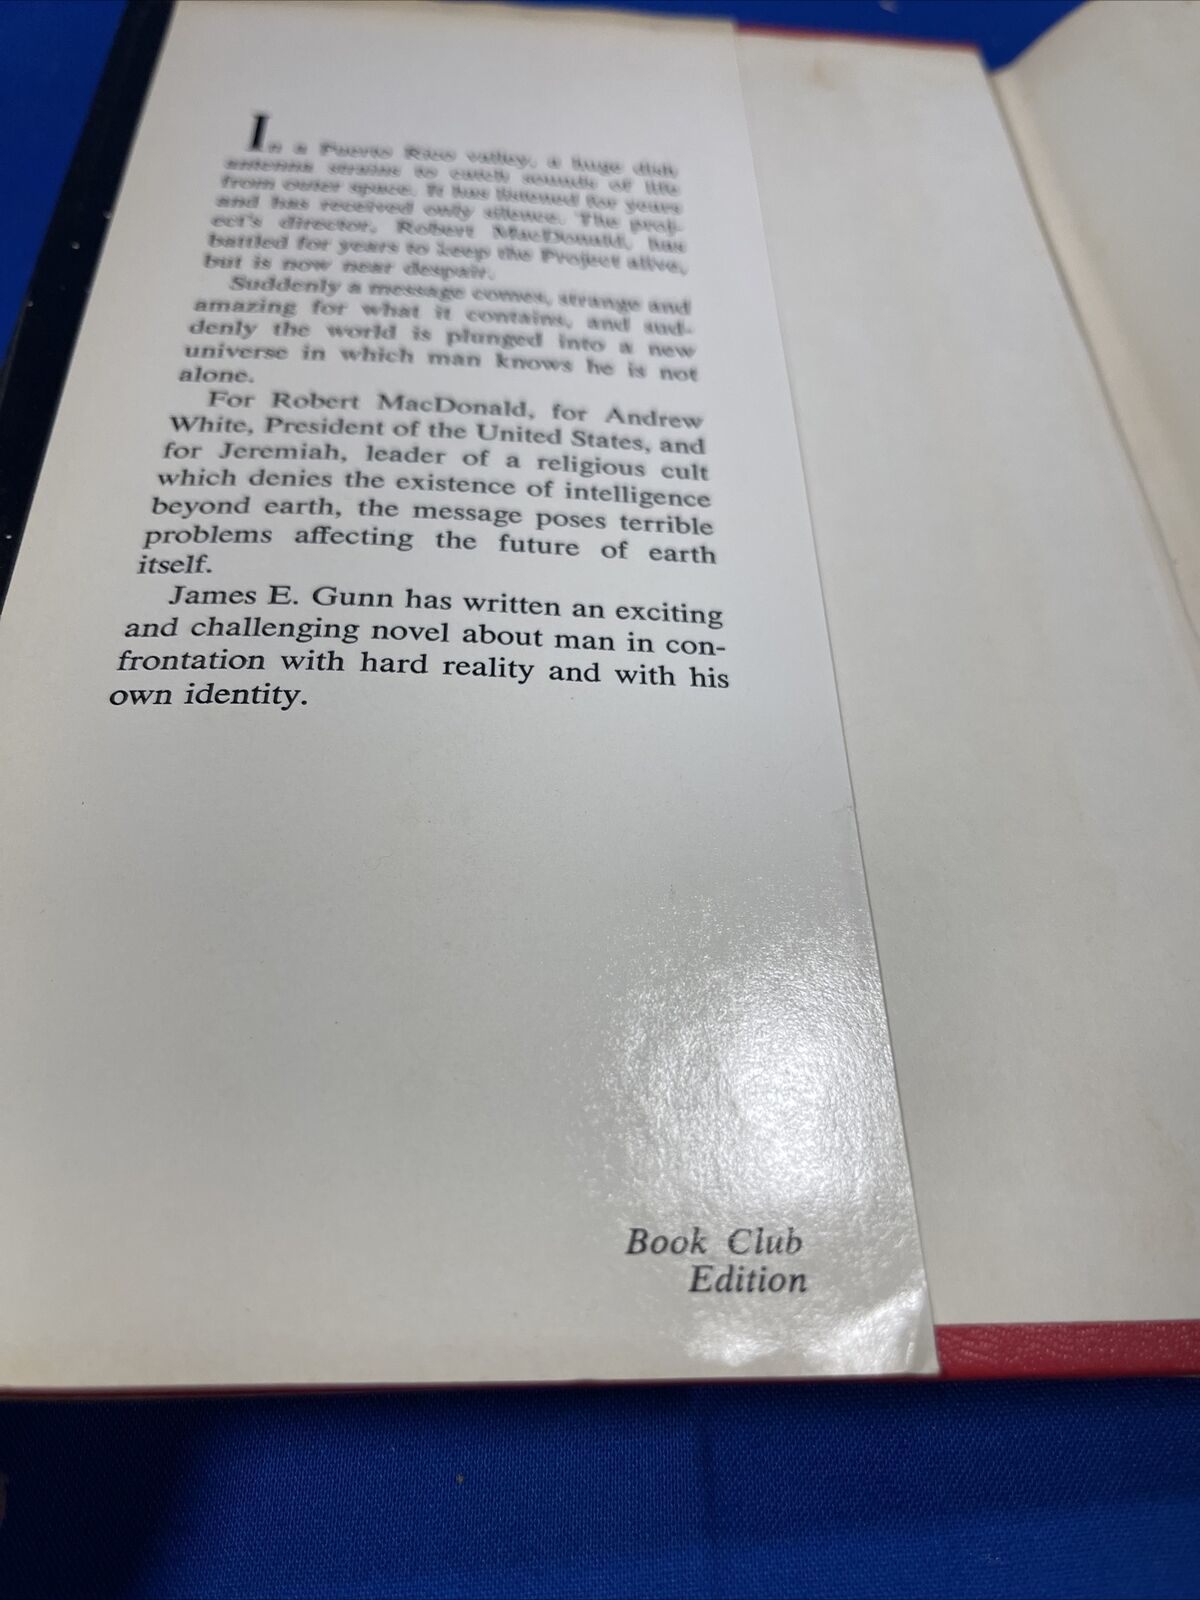 In a Puerto Rico valley, a huge dish
antenna strains to catch sounds of life
from outer space. It has listened for years
and has received only silence. The proj-
ect's director, Robert MacDonald, has
battled for years to keep the Project alive,
but is now near despair.
Suddenly a message comes, strange and
amazing for what it contains, and sud-
denly the world is plunged into a new
universe in which man knows he is not
alone.
For Robert MacDonald, for Andrew
White, President of the United States, and
for Jeremiah, leader of a religious cult
which denies the existence of intelligence
beyond earth, the message poses terrible
problems affecting the future of earth
itself.
James E. Gunn has written an exciting
and challenging novel about man in con-
frontation with hard reality and with his
own identity.
Book Club
Edition